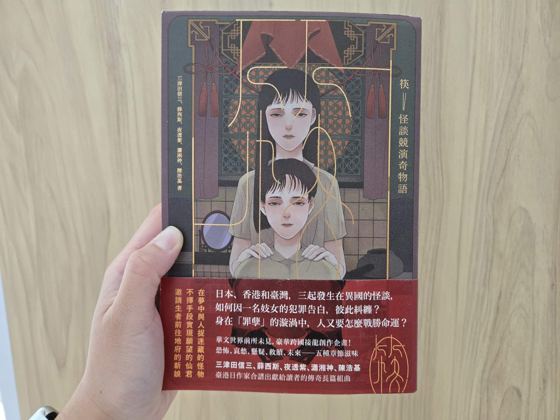 筷
怪談競演奇物語
三津田信三、薛西斯、夜透紫、瀟湘神、陳浩基 著
日本、香港和臺灣,三起發生在異國的怪談,
如何因一名妓女的犯罪告白,彼此糾纏?
身在「罪孽」的漩渦中,人又要怎麼戰勝命運?
華文世界前所未見,豪華跨國接龍創作企畫!
恐怖、哀愁、懸疑、救贖、未來——五種章節滋味
三津田信三、薛西斯、夜透紫、瀟湘神、陳浩基
臺港日作家合譜出獻給讀者的傳奇長篇組曲
筷
在夢中與人捉迷藏的怪物
不擇手段實現願望的仙君
邀請生者前往地府的新娘